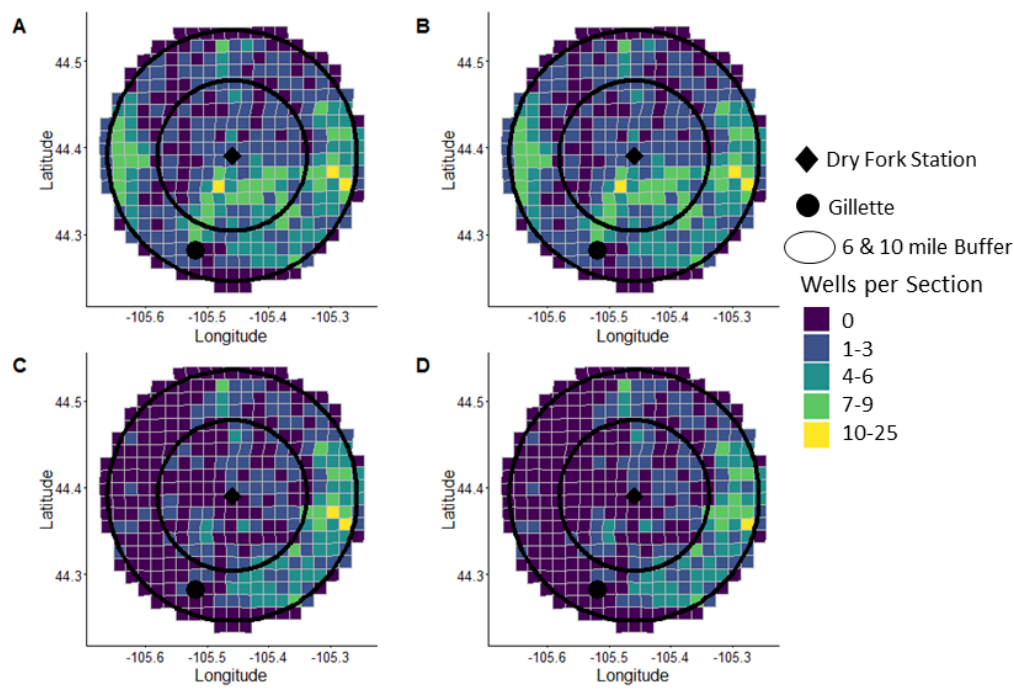 A
B
44.5
44.4
44.3
Latitude
-105.6
-105.5
-105.4
-105.3
Longitude
44.5
44.4
44.3
Latitude
-105.6
-105.5
-105.4
-105.3
Longitude
Dry Fork Station
Gillette
6 & 10 mile Buffer
Wells per Section
0
1-3
4-6
7-9
10-25
C
D
44.5
44.4
44.3
Latitude
-105.6
-105.5
-105.4
-105.3
Longitude
44.5
44.4
44.3
Latitude
-105.6
-105.5
-105.4
-105.3
Longitude